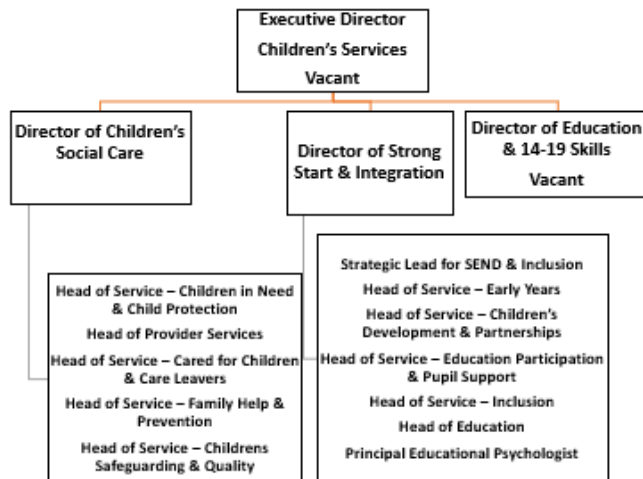 Executive Director
Children's Services
Vacant
Director of Children's
Social Care
Director of Strong
Start & Integration
Director of Education
& 14-19 Skills
Vacant
Head of Service – Children in Need
& Child Protection
Head of Provider Services
Head of Service – Cared for Children
& Care Leavers
Head of Service – Family Help &
Prevention
Head of Service – Childrens
Safeguarding & Quality
Strategic Lead for SEND & Inclusion
Head of Service – Early Years
Head of Service – Children's
Development & Partnerships
Head of Service – Education Participation
& Pupil Support
Head of Service – Inclusion
Head of Education
Principal Educational Psychologist